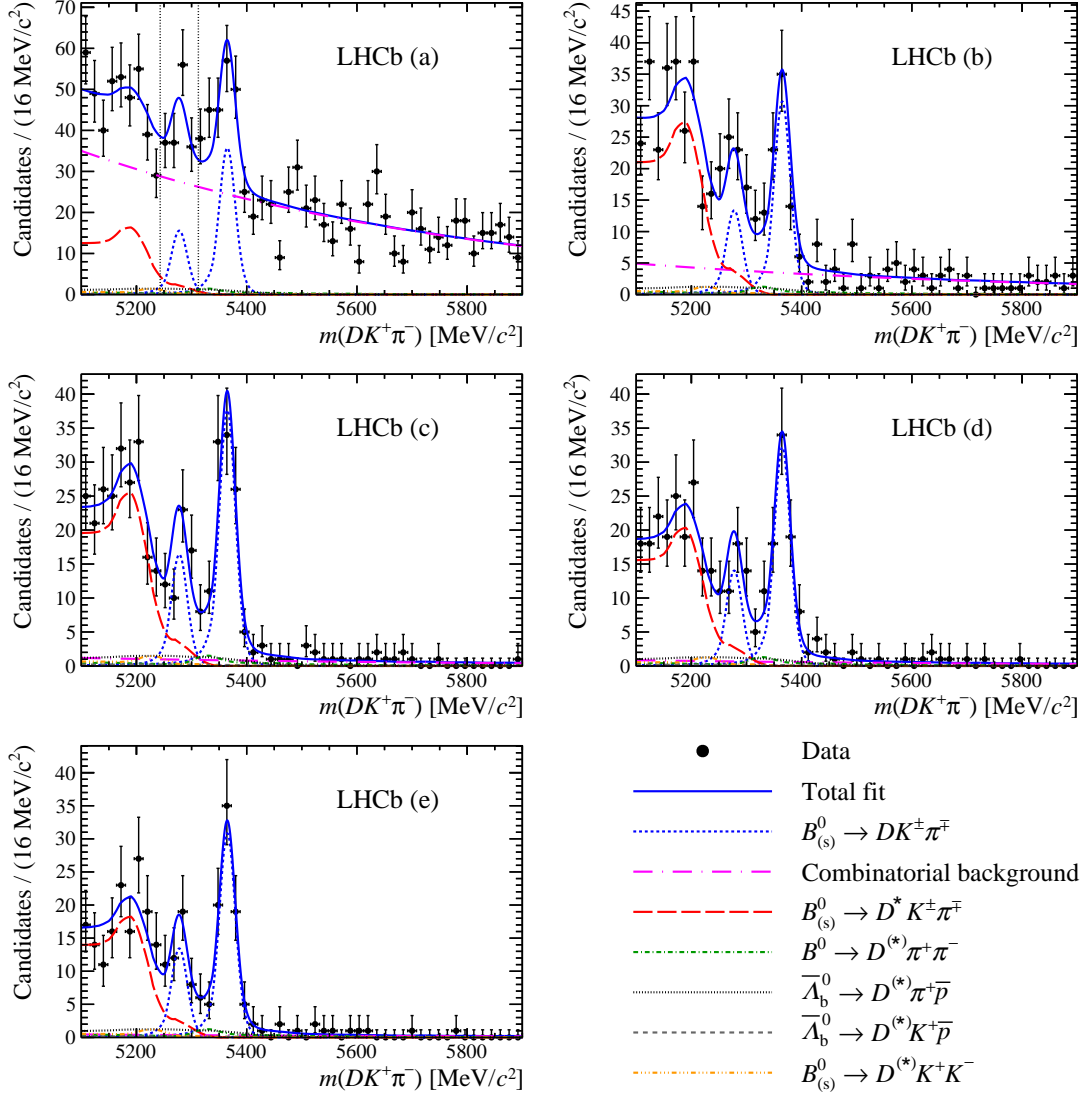 LHCb (a)
Candidates / (16 MeV/c²)
0
10
20
30
40
50
60
70
5200 5400 5600 5800
m(DK⁺π⁻) [MeV/c²]
LHCb (b)
Candidates / (16 MeV/c²)
0
5
10
15
20
25
30
35
40
45
5200 5400 5600 5800
m(DK⁺π⁻) [MeV/c²]
LHCb (c)
Candidates / (16 MeV/c²)
0
5
10
15
20
25
30
35
40
5200 5400 5600 5800
m(DK⁺π⁻) [MeV/c²]
LHCb (d)
Candidates / (16 MeV/c²)
0
5
10
15
20
25
30
35
40
5200 5400 5600 5800
m(DK⁺π⁻) [MeV/c²]
LHCb (e)
Candidates / (16 MeV/c²)
0
5
10
15
20
25
30
35
40
5200 5400 5600 5800
m(DK⁺π⁻) [MeV/c²]
Data
Total fit
B⁰₍ₛ₎ → DK^±π^∓
Combinatorial background
B⁰₍ₛ₎ → D*K^±π^∓
B⁰ → D^(*)π⁺π⁻
Λ̅_b⁰ → D^(*)π⁺p̅
Λ̅_b⁰ → D^(*)K⁺p̅
B⁰₍ₛ₎ → D^(*)K⁺K⁻